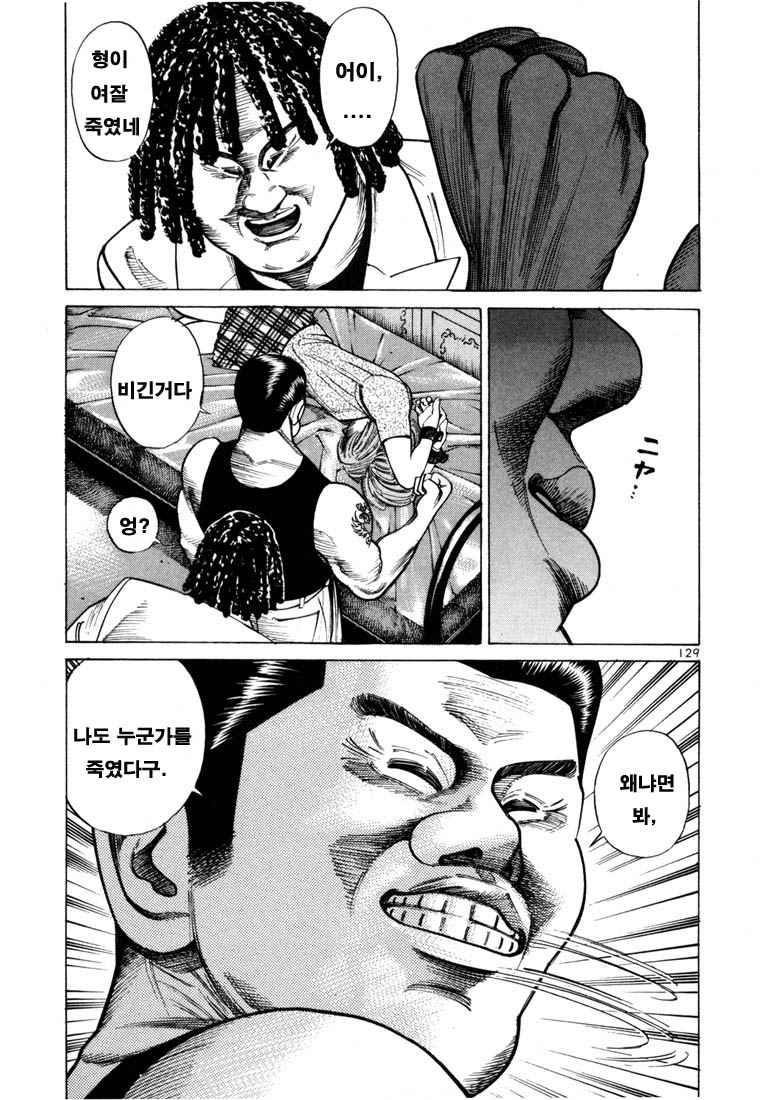 어이,
....
형이
여잘
죽였네
비긴거다
엉?
ニヤ…
129
왜냐면
봐,
나도 누군가를
죽였다구.